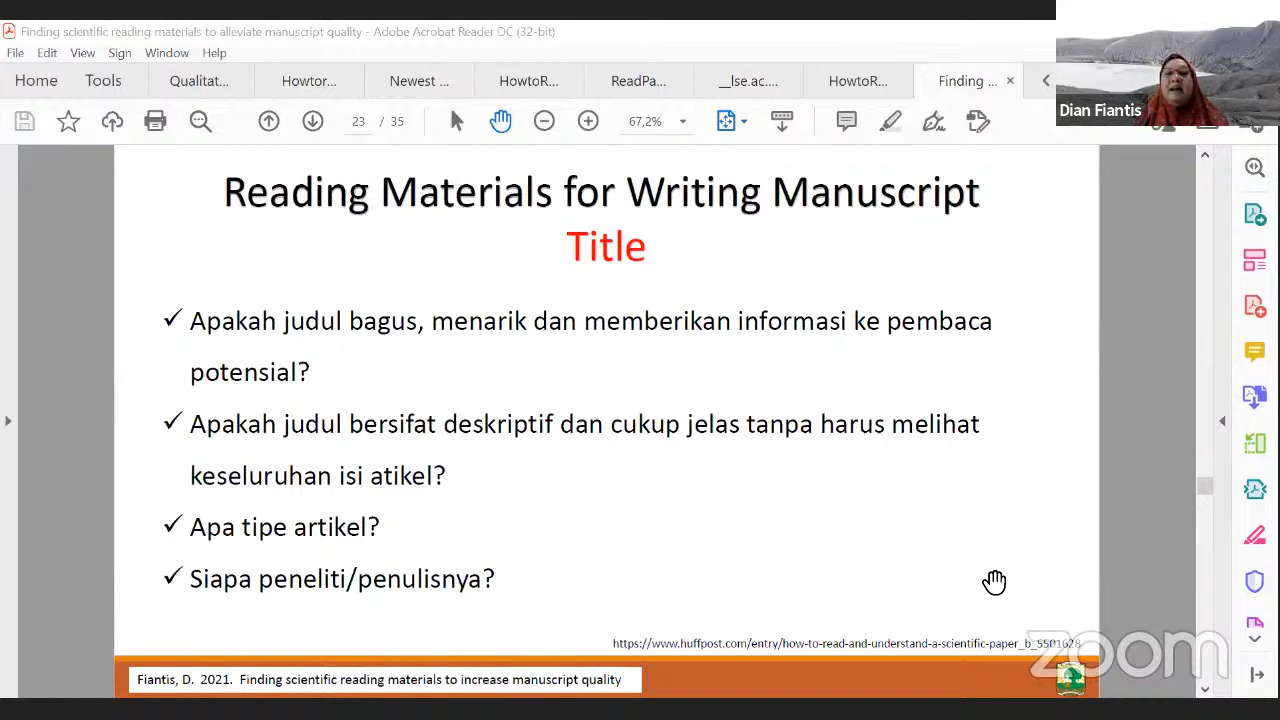 Finding scientific reading materials to alleviate manuscript quality - Adobe Acrobat Reader DC (32-bit)
File Edit View Sign Window Help
Home Tools Qualitat... Howtor... Newest ... HowtoR... ReadPa... __lse.ac.... HowtoR... Finding ... ×
23 / 35 67,2%
Dian Fiantis
Reading Materials for Writing Manuscript
Title
✓ Apakah judul bagus, menarik dan memberikan informasi ke pembaca
potensial?
✓ Apakah judul bersifat deskriptif dan cukup jelas tanpa harus melihat
keseluruhan isi atikel?
✓ Apa tipe artikel?
✓ Siapa peneliti/penulisnya?
https://www.huffpost.com/entry/how-to-read-and-understand-a-scientific-paper_b_5501628
zoom
Fiantis, D. 2021. Finding scientific reading materials to increase manuscript quality